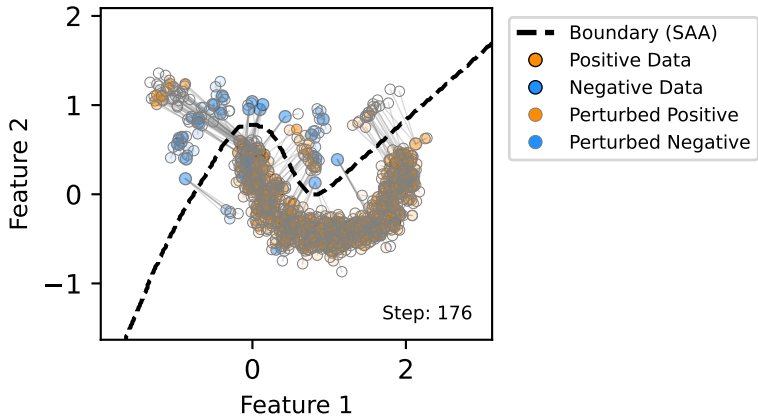 2
1
0
−1
Feature 2
0
2
Feature 1
Step: 176
Boundary (SAA)
Positive Data
Negative Data
Perturbed Positive
Perturbed Negative